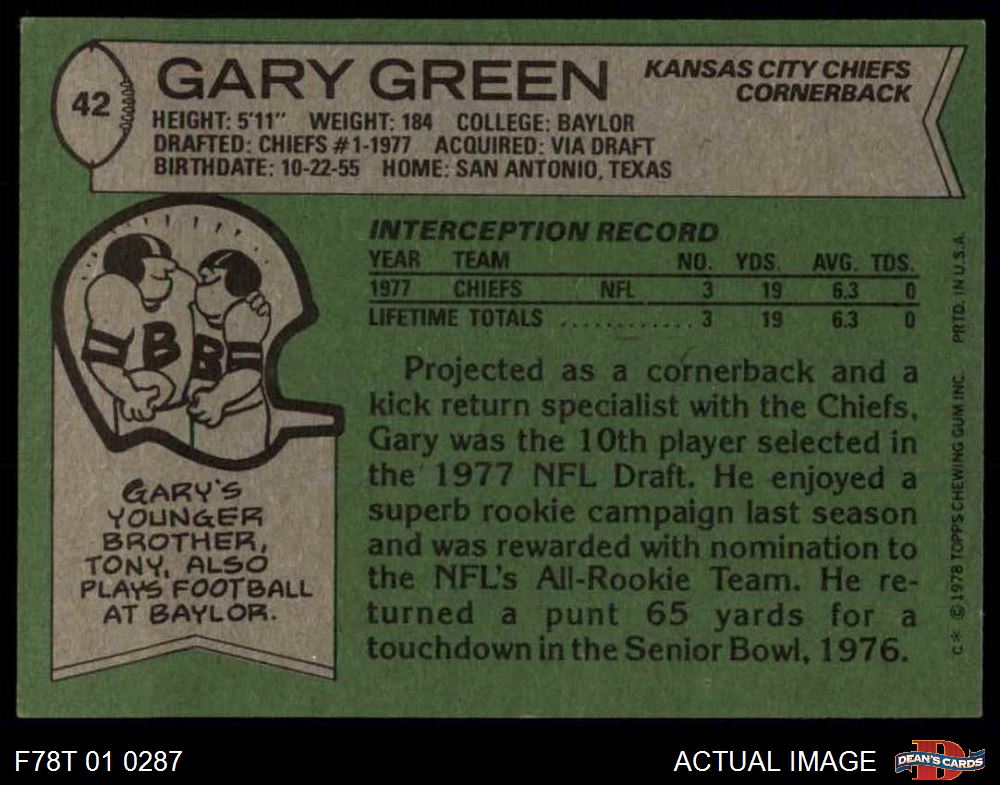 42
GARY GREEN
KANSAS CITY CHIEFS
CORNERBACK
HEIGHT: 5'11" WEIGHT: 184 COLLEGE: BAYLOR
DRAFTED: CHIEFS #1-1977 ACQUIRED: VIA DRAFT
BIRTHDATE: 10-22-55 HOME: SAN ANTONIO, TEXAS
B
B
GARY'S
YOUNGER
BROTHER,
TONY, ALSO
PLAYS FOOTBALL
AT BAYLOR.
INTERCEPTION RECORD
YEAR TEAM NO. YDS. AVG. TDS.
1977 CHIEFS NFL 3 19 6.3 0
LIFETIME TOTALS ............ 3 19 6.3 0
Projected as a cornerback and a
kick return specialist with the Chiefs,
Gary was the 10th player selected in
the 1977 NFL Draft. He enjoyed a
superb rookie campaign last season
and was rewarded with nomination to
the NFL's All-Rookie Team. He re-
turned a punt 65 yards for a
touchdown in the Senior Bowl, 1976.
C* © 1978 TOPPS CHEWING GUM INC. PRTD. IN U.S.A.
F78T 01 0287
ACTUAL IMAGE
D
DEAN'S CARDS